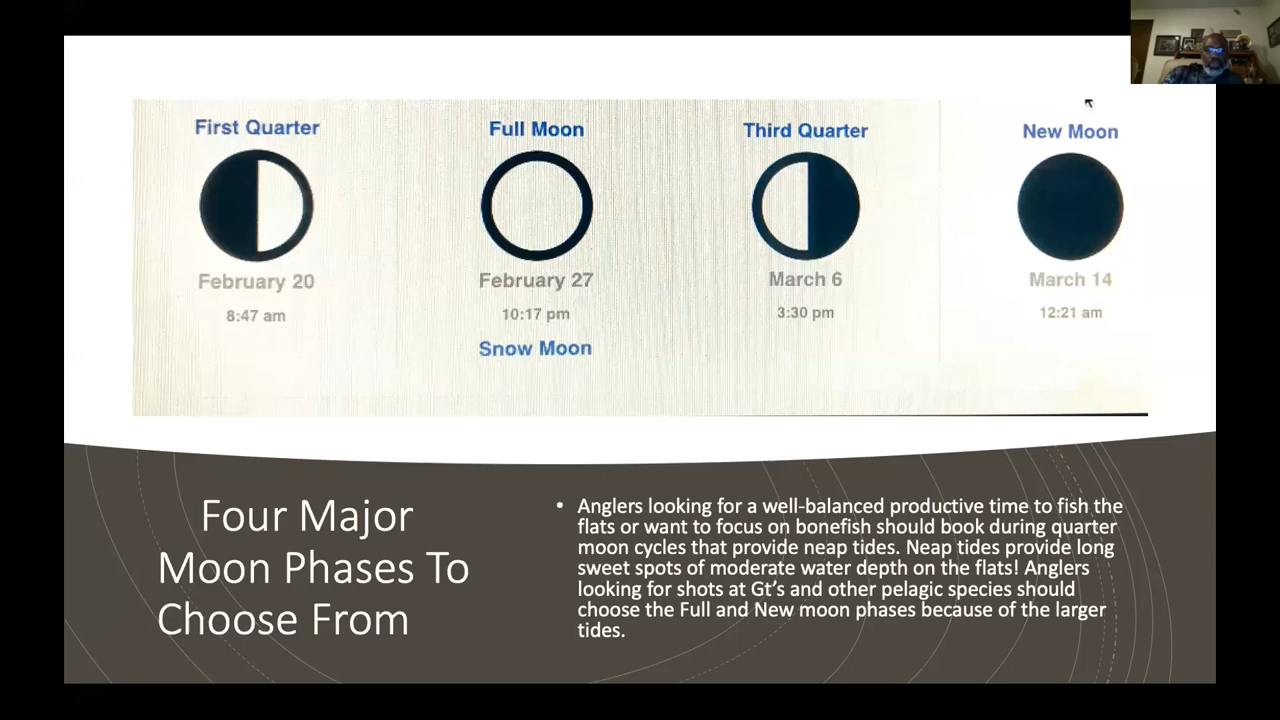 First Quarter
Full Moon
Third Quarter
New Moon
February 20
February 27
March 6
March 14
8:47 am
10:17 pm
3:30 pm
12:21 am
Snow Moon
Four Major
Moon Phases To
Choose From
• Anglers looking for a well-balanced productive time to fish the
flats or want to focus on bonefish should book during quarter
moon cycles that provide neap tides. Neap tides provide long
sweet spots of moderate water depth on the flats! Anglers
looking for shots at Gt's and other pelagic species should
choose the Full and New moon phases because of the larger
tides.